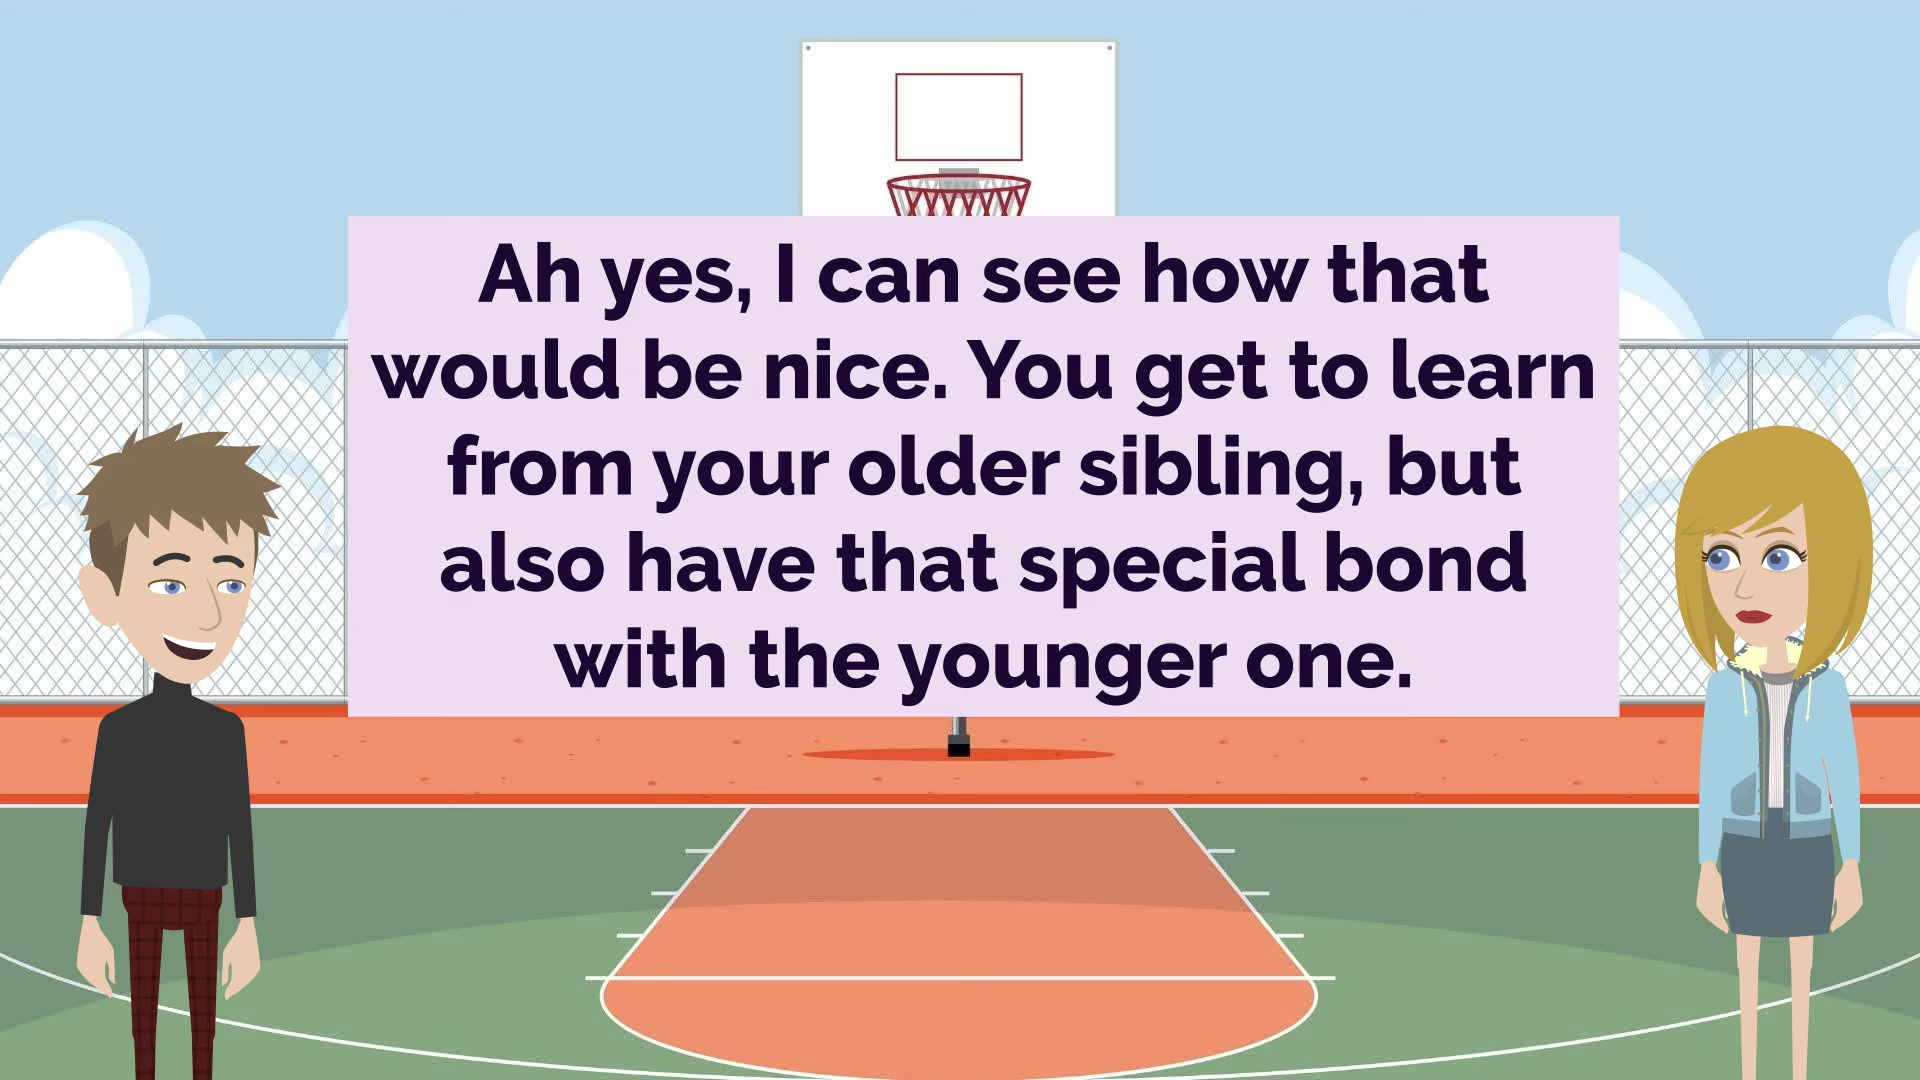 Ah yes, I can see how that
would be nice. You get to learn
from your older sibling, but
also have that special bond
with the younger one.